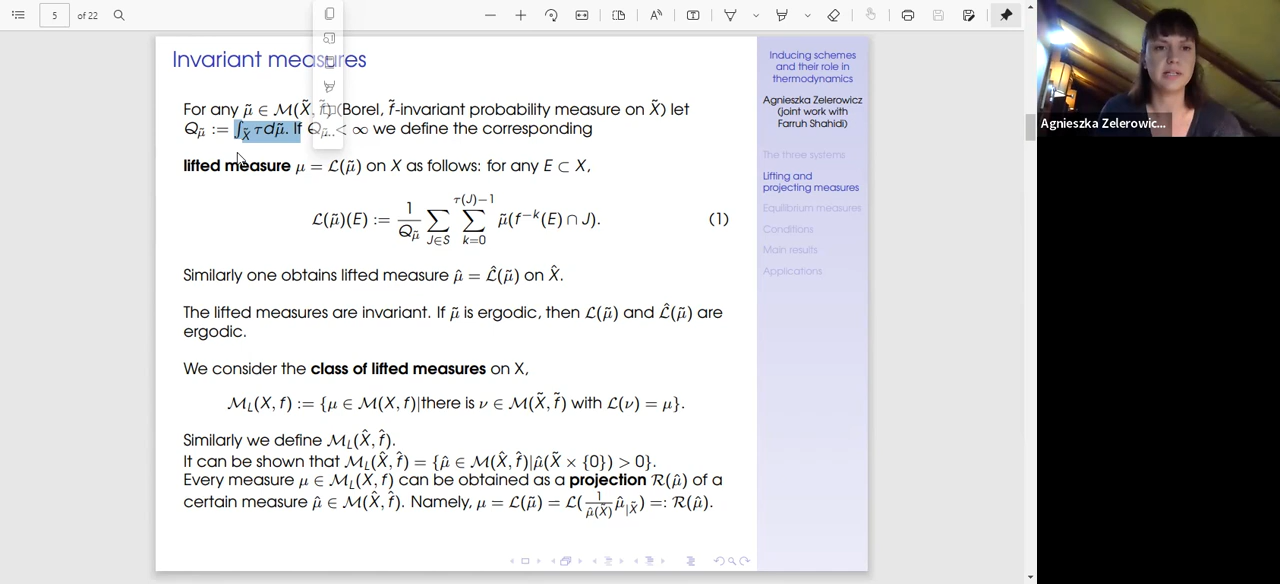 5 of 22
Invariant measures
For any μ̃ ∈ M(X̃, f̃) (Borel, f̃-invariant probability measure on X̃) let
Q_μ̃ := ∫_X̃ τdμ̃. If Q_μ̃ < ∞ we define the corresponding
lifted measure μ = L(μ̃) on X as follows: for any E ⊂ X,
L(μ̃)(E) := 1/Q_μ̃ ∑_{J∈S} ∑_{k=0}^{τ(J)−1} μ̃(f^{−k}(E) ∩ J). (1)
Similarly one obtains lifted measure μ̂ = L̂(μ̃) on X̂.
The lifted measures are invariant. If μ̃ is ergodic, then L(μ̃) and L̂(μ̃) are
ergodic.
We consider the class of lifted measures on X,
M_L(X, f) := {μ ∈ M(X, f)|there is ν ∈ M(X̃, f̃) with L(ν) = μ}.
Similarly we define M_L(X̂, f̂).
It can be shown that M_L(X̂, f̂) = {μ̂ ∈ M(X̂, f̂)|μ̂(X̃ × {0}) > 0}.
Every measure μ ∈ M_L(X, f) can be obtained as a projection R(μ̂) of a
certain measure μ̂ ∈ M(X̂, f̂). Namely, μ = L(μ̃) = L(1/μ̂(X̃) μ̂|X̃) =: R(μ̂).
Inducing schemes
and their role in
thermodynamics
Agnieszka Zelerowicz
(joint work with
Farruh Shahidi)
The three systems
Lifting and
projecting measures
Equilibrium measures
Conditions
Main results
Applications
Agnieszka Zelerowic...